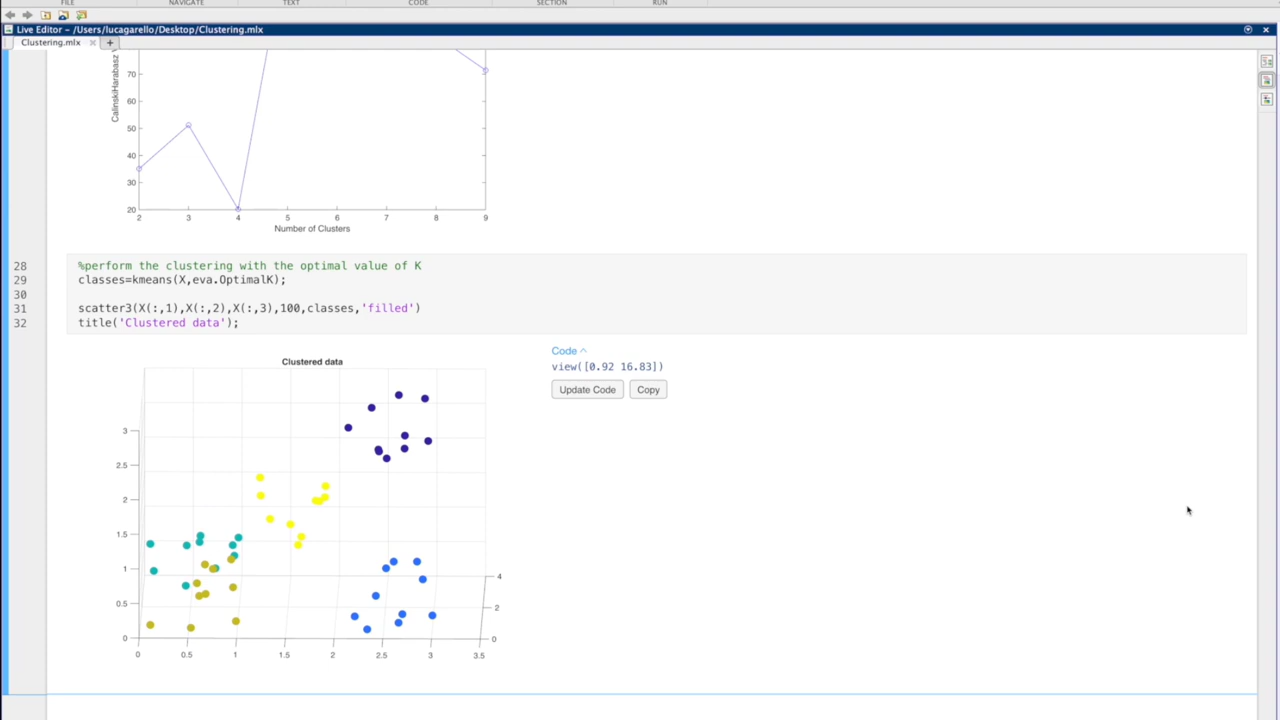 FILE NAVIGATE TEXT CODE SECTION RUN
Live Editor - /Users/lucagarello/Desktop/Clustering.mlx
Clustering.mlx × +
CalinskiHarabasz
70
60
50
40
30
20
2 3 4 5 6 7 8 9
Number of Clusters
28 %perform the clustering with the optimal value of K
29 classes=kmeans(X,eva.OptimalK);
30
31 scatter3(X(:,1),X(:,2),X(:,3),100,classes,'filled')
32 title('Clustered data');
Clustered data
3
2.5
2
1.5
1
0.5
0
4
2
0
0 0.5 1 1.5 2 2.5 3 3.5
Code ^
view([0.92 16.83])
Update Code Copy